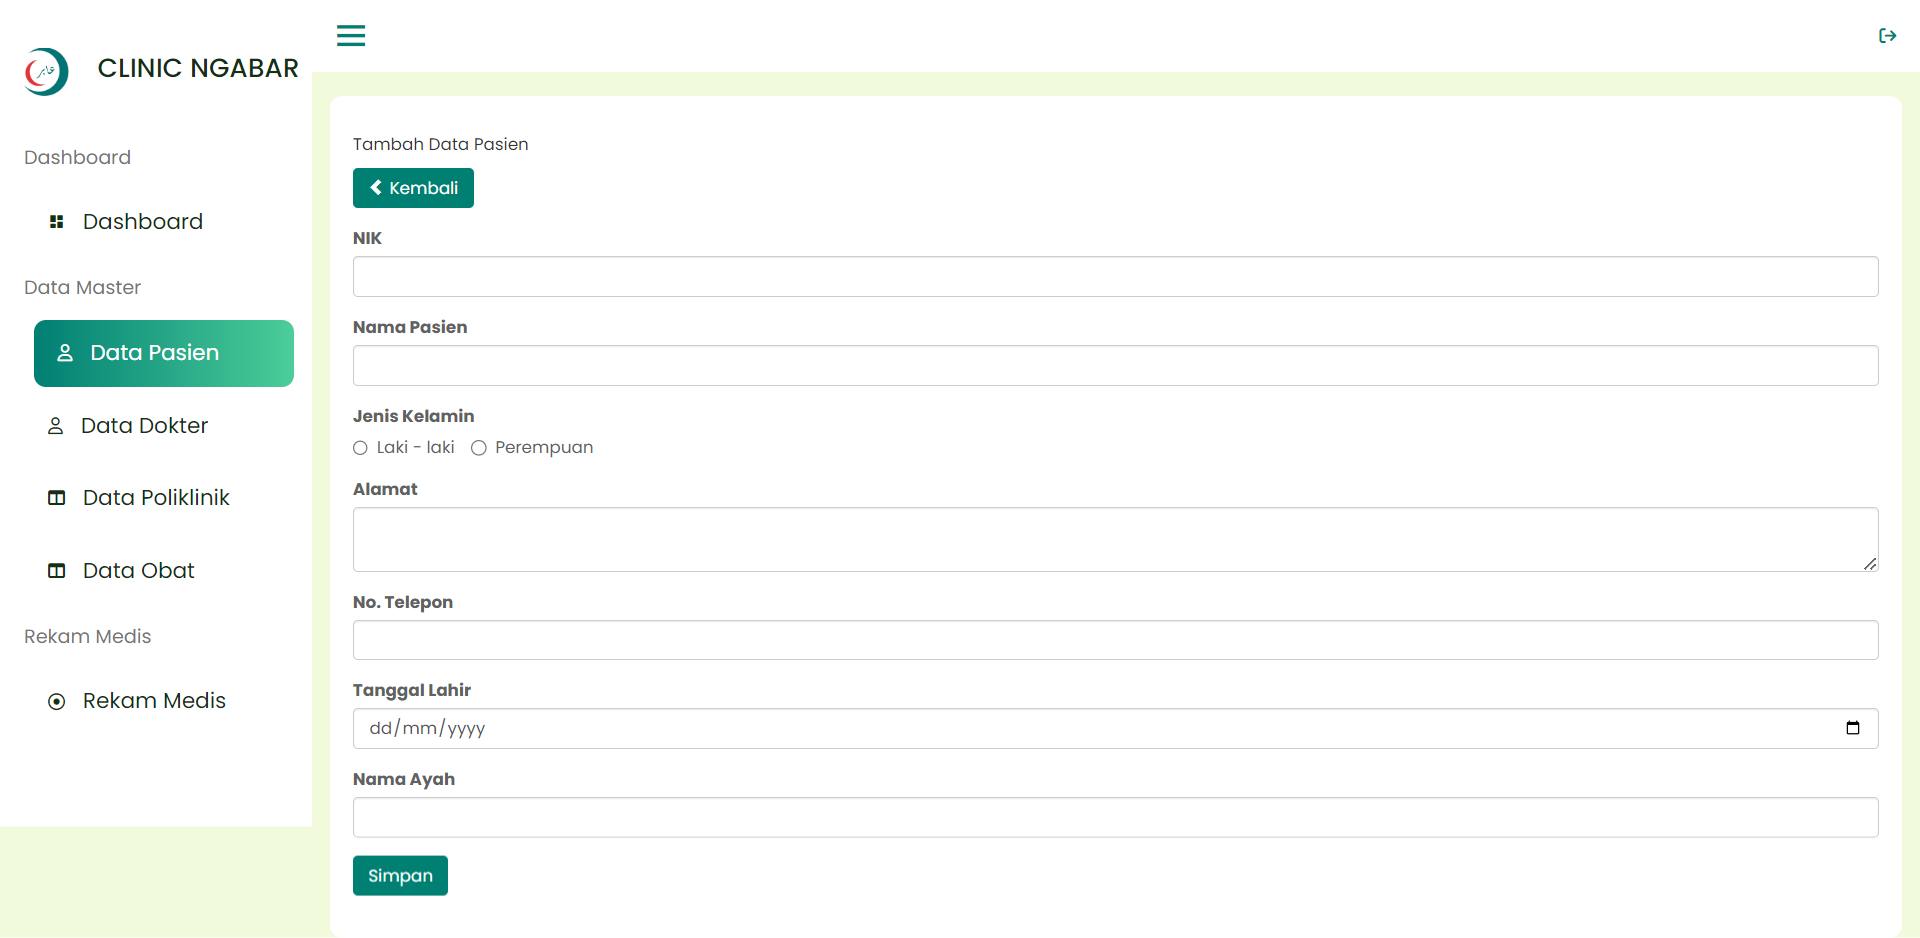 عابر
CLINIC NGABAR
Dashboard
Dashboard
Data Master
Data Pasien
Data Dokter
Data Poliklinik
Data Obat
Rekam Medis
Rekam Medis
Tambah Data Pasien
Kembali
NIK
Nama Pasien
Jenis Kelamin
Laki - laki Perempuan
Alamat
No. Telepon
Tanggal Lahir
dd/mm/yyyy
Nama Ayah
Simpan